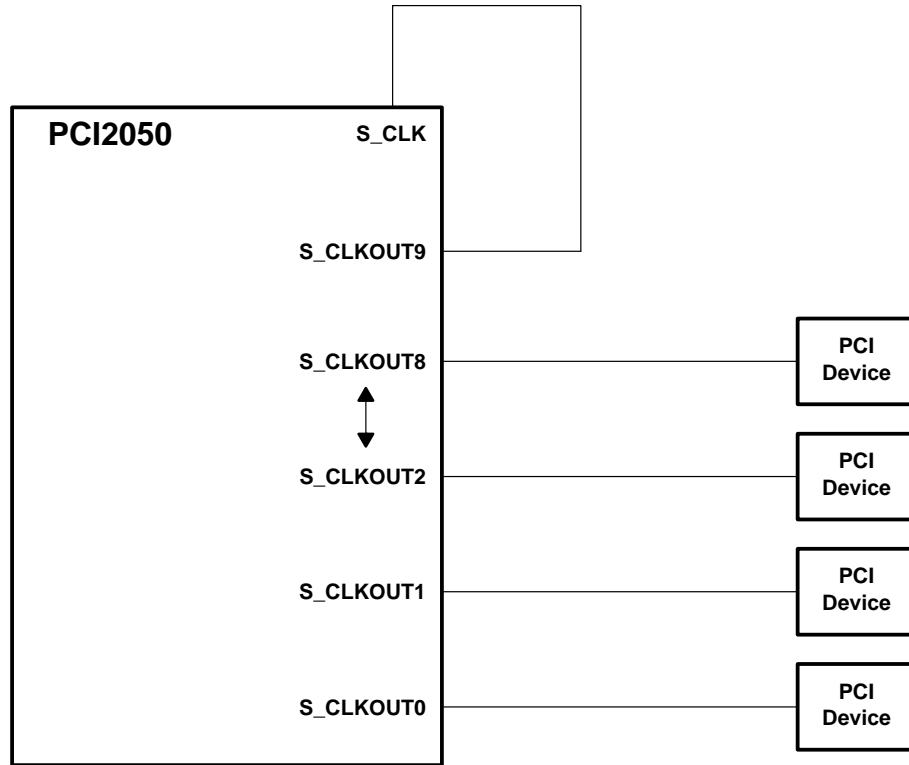 PCI2050
S_CLK
S_CLKOUT9
S_CLKOUT8
PCI
Device
S_CLKOUT2
PCI
Device
S_CLKOUT1
PCI
Device
S_CLKOUT0
PCI
Device